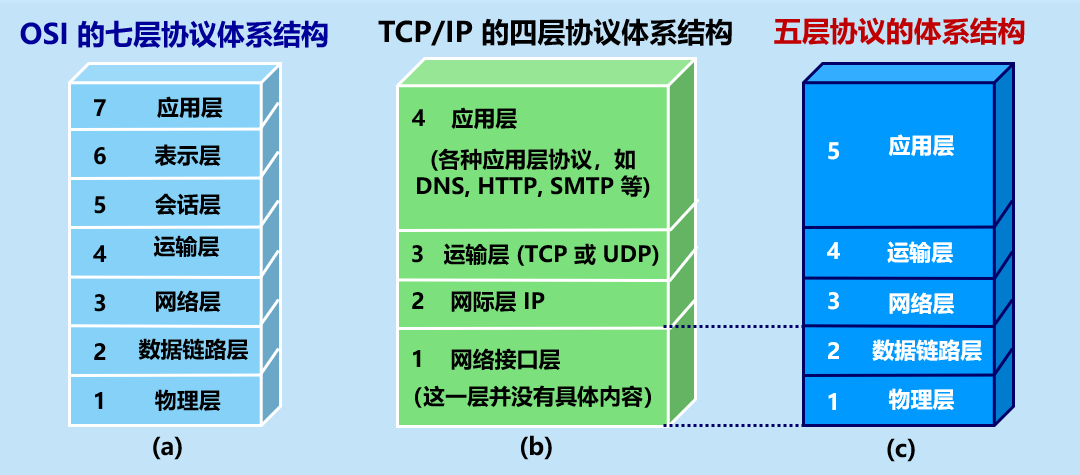 OSI 的七层协议体系结构
7 应用层
6 表示层
5 会话层
4 运输层
3 网络层
2 数据链路层
1 物理层
(a)
TCP/IP 的四层协议体系结构
4 应用层
(各种应用层协议，如
DNS, HTTP, SMTP 等)
3 运输层 (TCP 或 UDP)
2 网际层 IP
1 网络接口层
(这一层并没有具体内容)
(b)
五层协议的体系结构
5 应用层
4 运输层
3 网络层
2 数据链路层
1 物理层
(c)